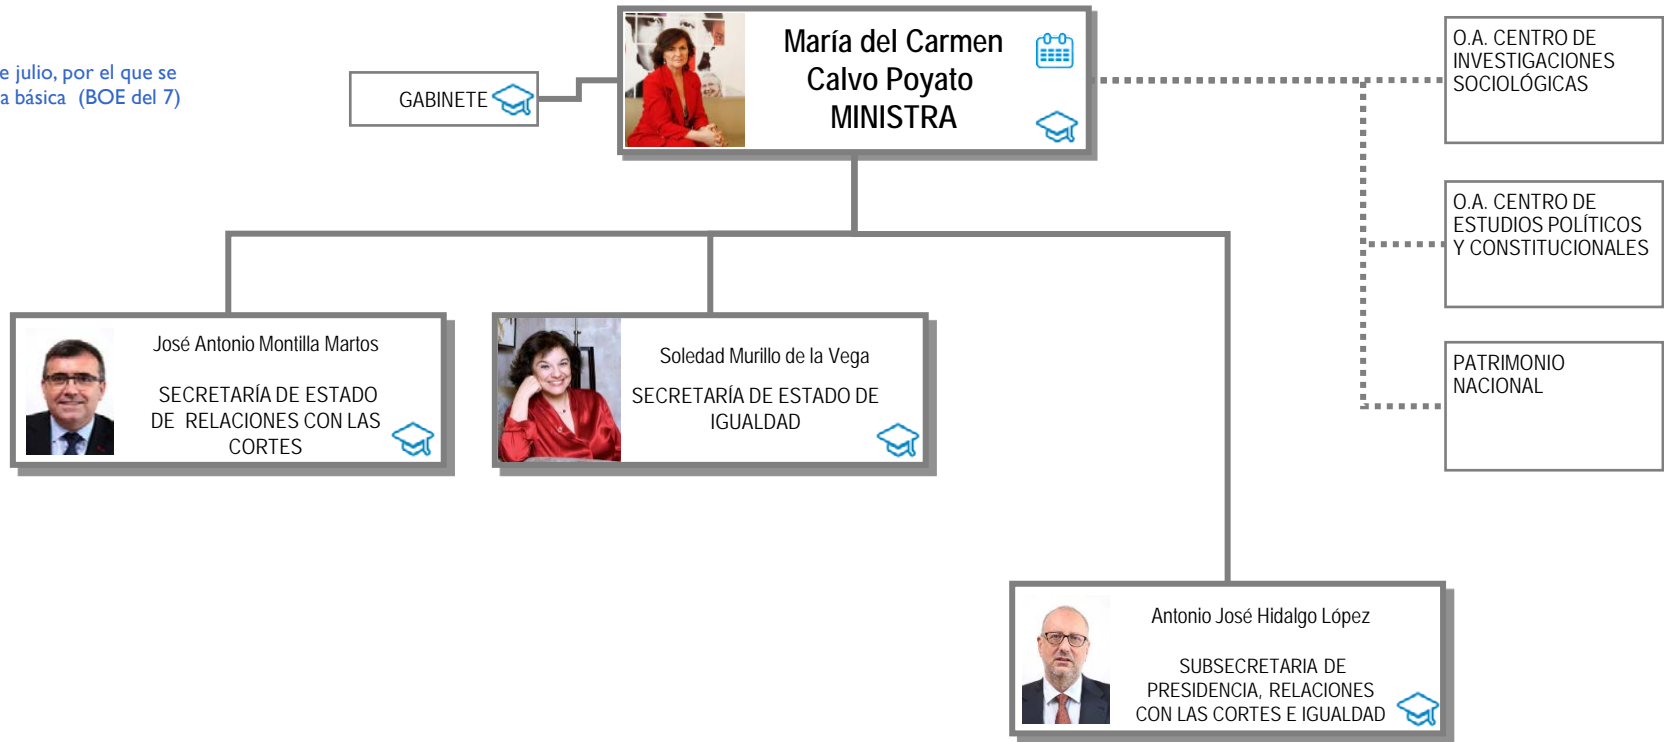 e julio, por el que se
a básica (BOE del 7)
GABINETE
María del Carmen
Calvo Poyato
MINISTRA
O.A. CENTRO DE
INVESTIGACIONES
SOCIOLÓGICAS
O.A. CENTRO DE
ESTUDIOS POLÍTICOS
Y CONSTITUCIONALES
PATRIMONIO
NACIONAL
José Antonio Montilla Martos
SECRETARÍA DE ESTADO
DE RELACIONES CON LAS
CORTES
Soledad Murillo de la Vega
SECRETARÍA DE ESTADO DE
IGUALDAD
Antonio José Hidalgo López
SUBSECRETARIA DE
PRESIDENCIA, RELACIONES
CON LAS CORTES E IGUALDAD